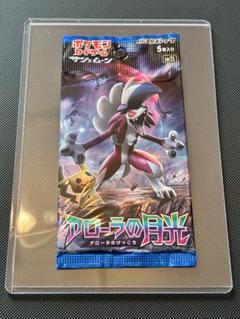 ポケモン
カードゲーム
サン&ムーン
5枚入り
アローラの月光
アローラのげっこう